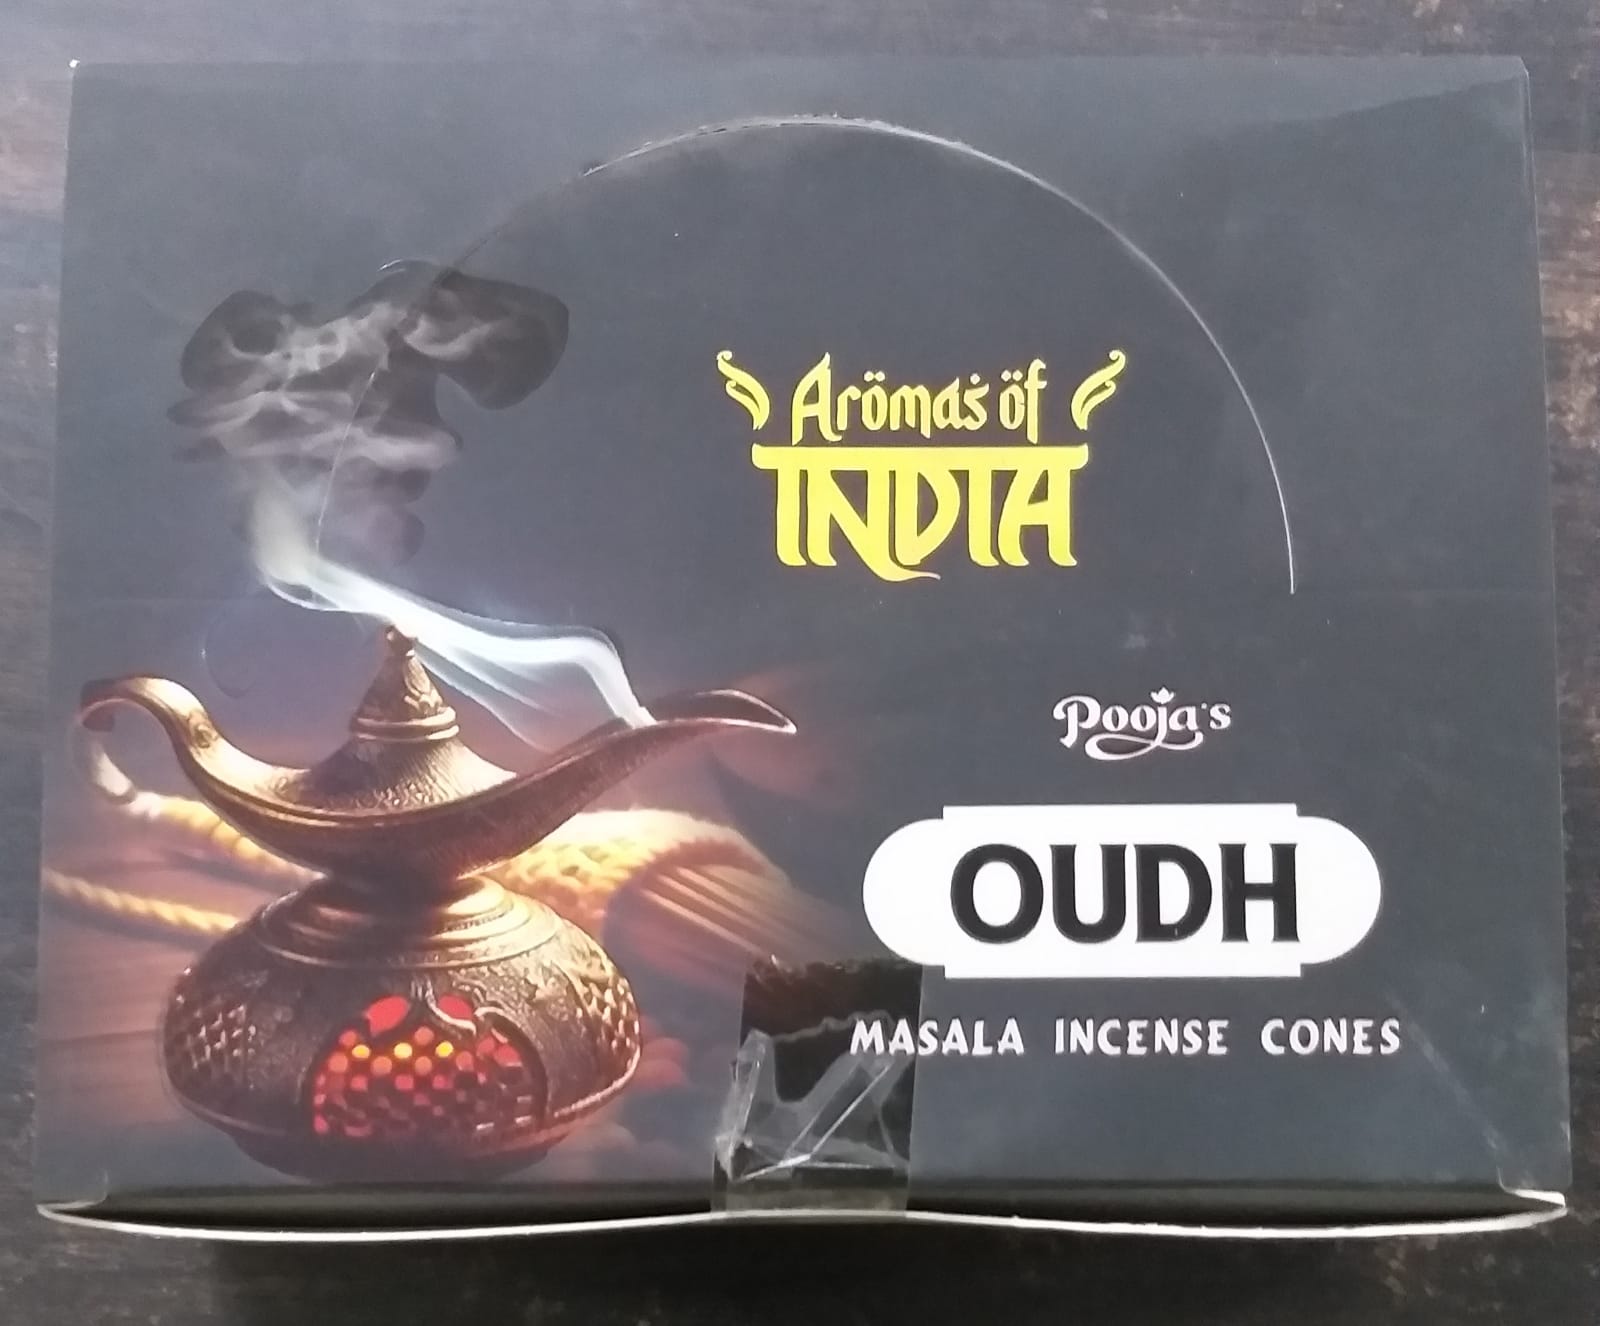 Arömas öf
INDIA
Pooja's
OUDH
MASALA INCENSE CONES